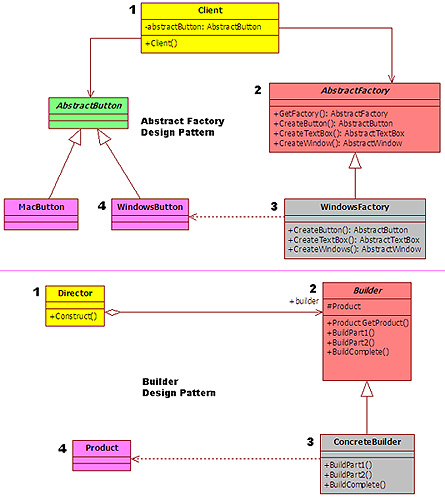 1
Client
-abstractButton: AbstractButton
+Client()
AbstractButton
Abstract Factory
Design Pattern
2
AbstractFactory
+GetFactory(): AbstractFactory
+CreateButton(): AbstractButton
+CreateTextBox(): AbstractTextBox
+CreateWindow(): AbstractWindow
MacButton
4
WindowsButton
3
WindowsFactory
+CreateButton(): AbstractButton
+CreateTextBox(): AbstractTextBox
+CreateWindows(): AbstractWindow
1
Director
+Construct()
+builder
2
Builder
#Product
+Product GetProduct()
+BuildPart1()
+BuildPart2()
+BuildComplete()
Builder
Design Pattern
4
Product
3
ConcreteBuilder
+BuildPart1()
+BuildPart2()
+BuildComplete()